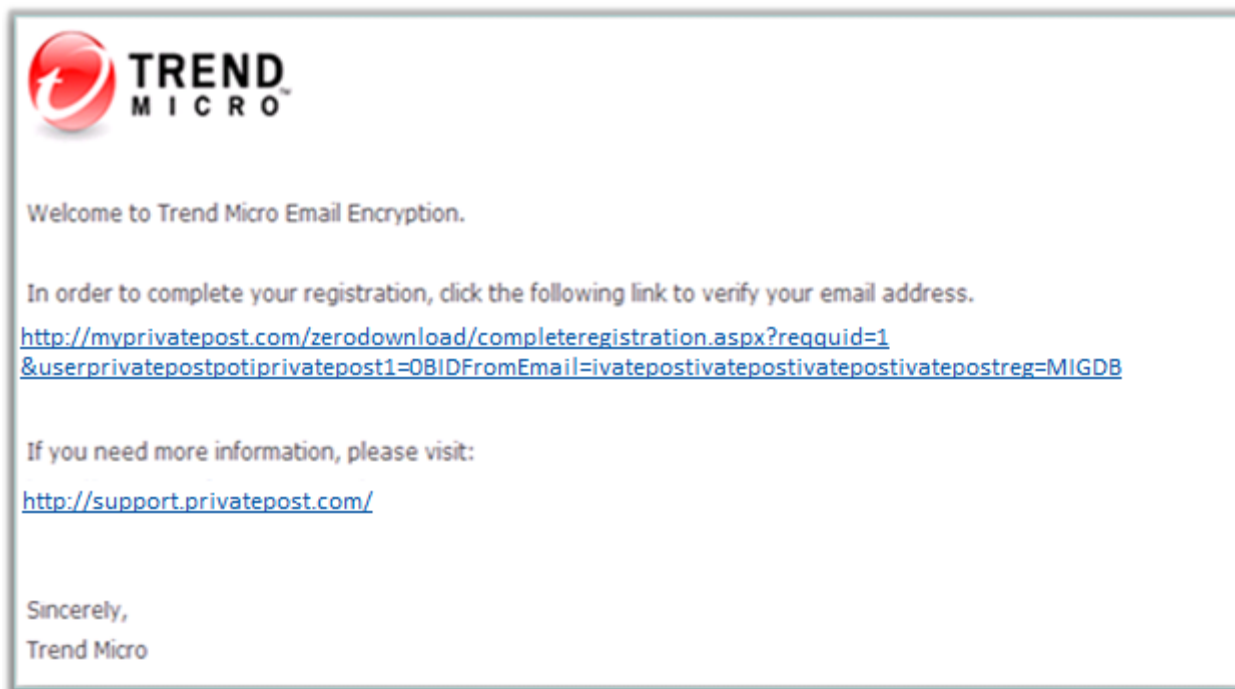 TREND
MICRO™
Welcome to Trend Micro Email Encryption.
In order to complete your registration, click the following link to verify your email address.
http://myprivatepost.com/zerodownload/completeregistration.aspx?reqquid=1
&userprivatepostpotiprivatepost1=0BIDFromEmail=ivatepostivatepostivatepostivatepostreg=MIGDB
If you need more information, please visit:
http://support.privatepost.com/
Sincerely,
Trend Micro